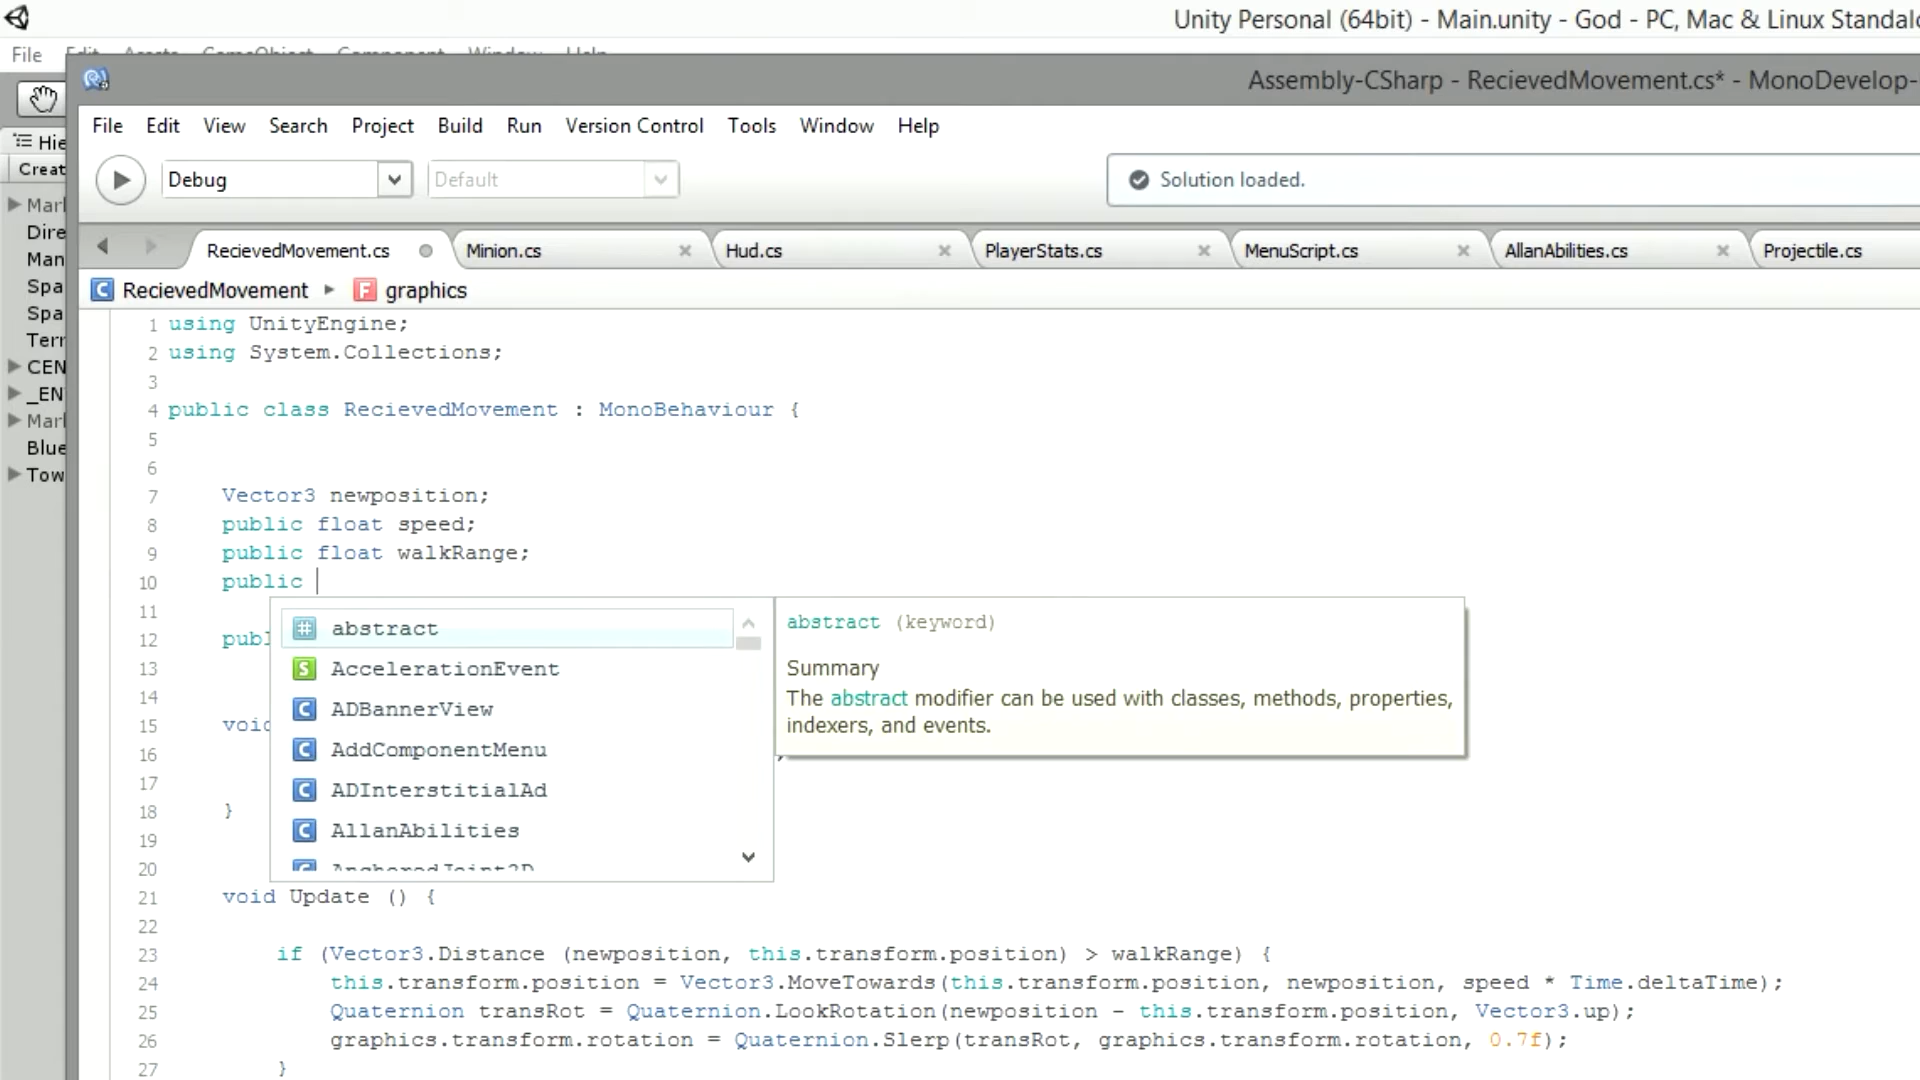 Unity Personal (64bit) - Main.unity - God - PC, Mac & Linux
File Edit Assets GameObject Component Window Help
Assembly-CSharp - RecievedMovement.cs* - MonoDevelop-
File Edit View Search Project Build Run Version Control Tools Window Help
Debug Default Solution loaded.
RecievedMovement.cs Minion.cs Hud.cs PlayerStats.cs MenuScript.cs AllanAbilities.cs Projectile.cs
RecievedMovement graphics
Hie
Creat
Mar
Dire
Man
Spa
Spa
Terr
CEN
_EN
Mar
Blue
Tow
1 using UnityEngine;
2 using System.Collections;
3
4 public class RecievedMovement : MonoBehaviour {
5
6
7 Vector3 newposition;
8 public float speed;
9 public float walkRange;
10 public
11
12 publ
13
14
15 void
16
17
18 }
19
20
21 void Update () {
22
23 if (Vector3.Distance (newposition, this.transform.position) > walkRange) {
24 this.transform.position = Vector3.MoveTowards(this.transform.position, newposition, speed * Time.deltaTime);
25 Quaternion transRot = Quaternion.LookRotation(newposition - this.transform.position, Vector3.up);
26 graphics.transform.rotation = Quaternion.Slerp(transRot, graphics.transform.rotation, 0.7f);
27 }
# abstract
S AccelerationEvent
C ADBannerView
C AddComponentMenu
C ADInterstitialAd
C AllanAbilities
abstract (keyword)
Summary
The abstract modifier can be used with classes, methods, properties,
indexers, and events.